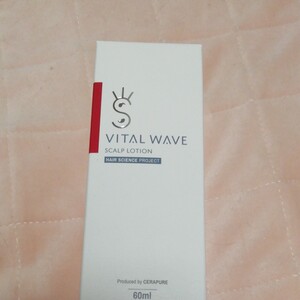 VITAL WAVE
SCALP LOTION
HAIR SCIENCE PROJECT
Produced by CERAPURE
60ml